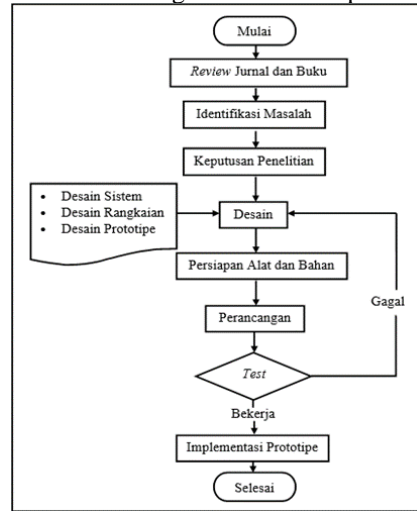 Mulai
Review Jurnal dan Buku
Identifikasi Masalah
Keputusan Penelitian
• Desain Sistem
• Desain Rangkaian
• Desain Prototipe
Desain
Persiapan Alat dan Bahan
Perancangan
Gagal
Test
Bekerja
Implementasi Prototipe
Selesai